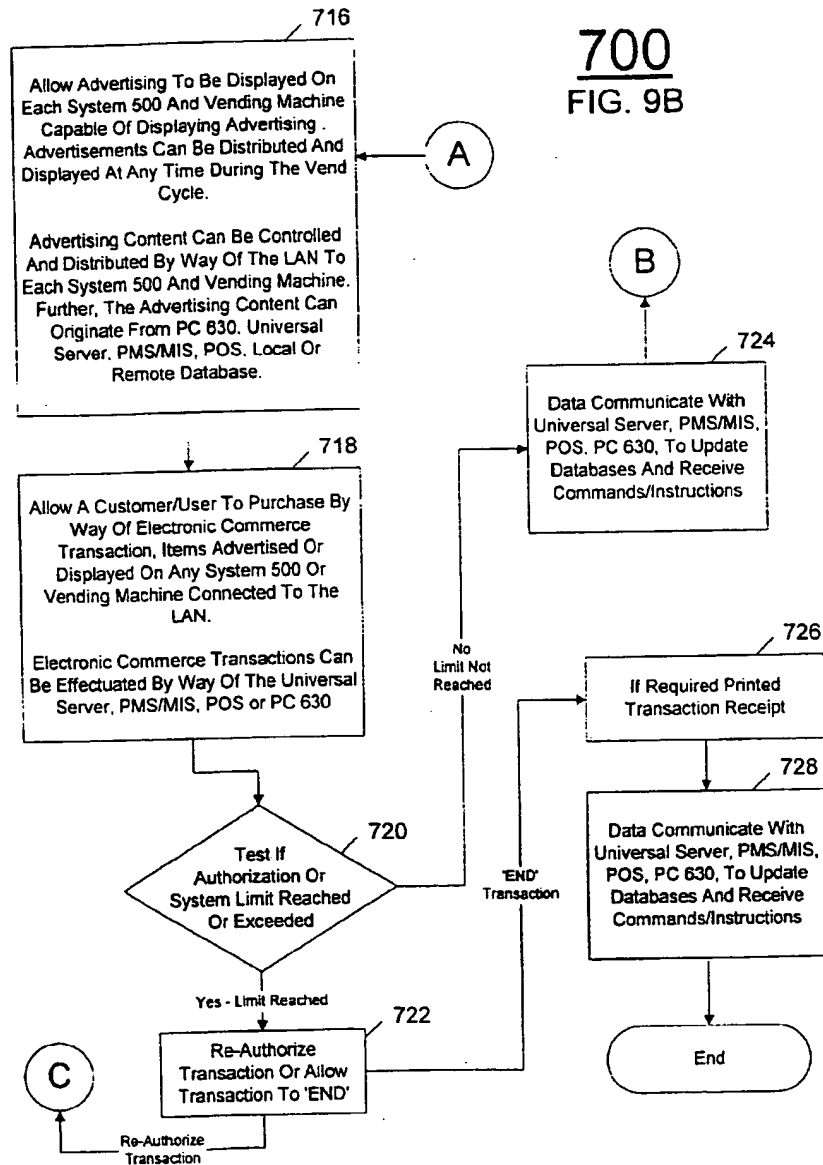 700
FIG. 9B
716
Allow Advertising To Be Displayed On
Each System 500 And Vending Machine
Capable Of Displaying Advertising .
Advertisements Can Be Distributed And
Displayed At Any Time During The Vend
Cycle.
Advertising Content Can Be Controlled
And Distributed By Way Of The LAN To
Each System 500 And Vending Machine.
Further, The Advertising Content Can
Originate From PC 630. Universal
Server. PMS/MIS, POS. Local Or
Remote Database.
A
718
Allow A Customer/User To Purchase By
Way Of Electronic Commerce
Transaction, Items Advertised Or
Displayed On Any System 500 Or
Vending Machine Connected To The
LAN.
Electronic Commerce Transactions Can
Be Effectuated By Way Of The Universal
Server, PMS/MIS, POS or PC 630
720
Test If
Authorization Or
System Limit Reached
Or Exceeded
No
Limit Not
Reached
Yes - Limit Reached
722
Re-Authorize
Transaction Or Allow
Transaction To 'END'
C
Re-Authorize
Transaction
B
724
Data Communicate With
Universal Server, PMS/MIS,
POS. PC 630, To Update
Databases And Receive
Commands/Instructions
'END'
Transaction
726
If Required Printed
Transaction Receipt
728
Data Communicate With
Universal Server, PMS/MIS,
POS, PC 630, To Update
Databases And Receive
Commands/Instructions
End